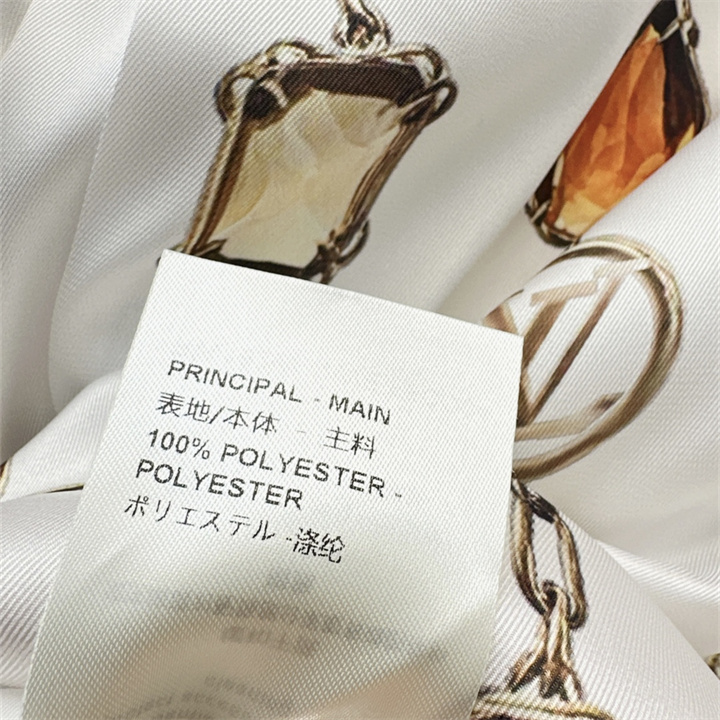 PRINCIPAL - MAIN
表地/本体 - 主料
100% POLYESTER -
POLYESTER
ポリエステル -涤纶